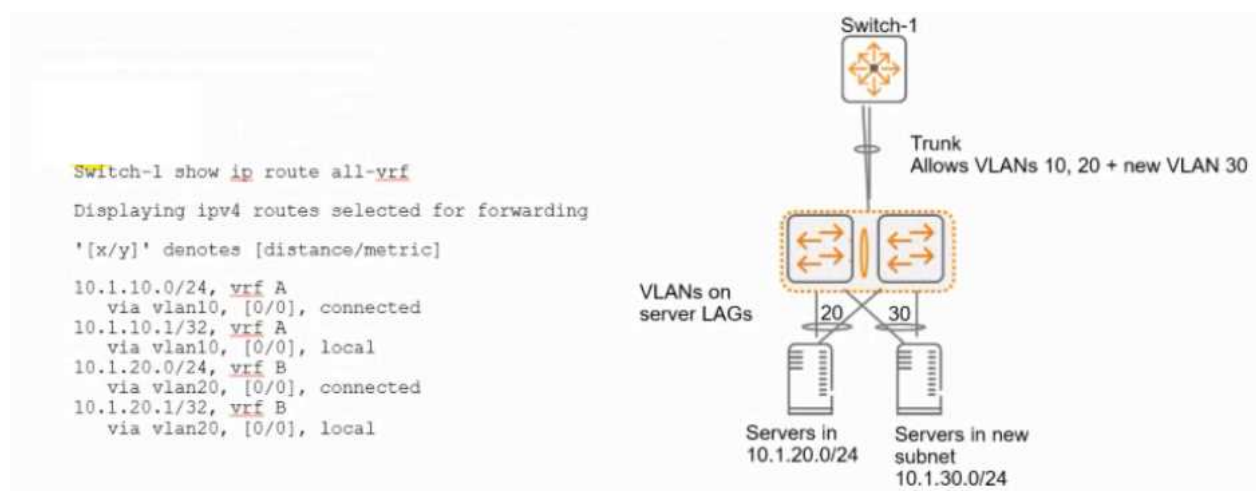 Switch-1 show ip route all-vrf
Displaying ipv4 routes selected for forwarding
'[x/y]' denotes [distance/metric]
10.1.10.0/24, vrf A
via vlan10, [0/0], connected
10.1.10.1/32, vrf A
via vlan10, [0/0], local
10.1.20.0/24, vrf B
via vlan20, [0/0], connected
10.1.20.1/32, vrf B
via vlan20, [0/0], local
Switch-1
Trunk
Allows VLANs 10, 20 + new VLAN 30
VLANs on
server LAGs
20
30
Servers in
10.1.20.0/24
Servers in new
subnet
10.1.30.0/24